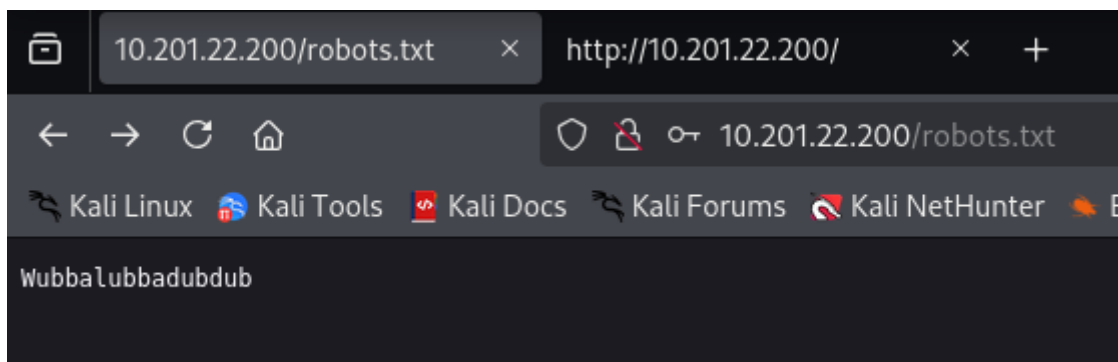 10.201.22.200/robots.txt × http://10.201.22.200/ × +
10.201.22.200/robots.txt
Kali Linux Kali Tools Kali Docs Kali Forums Kali NetHunter E
Wubbalubbadubdub